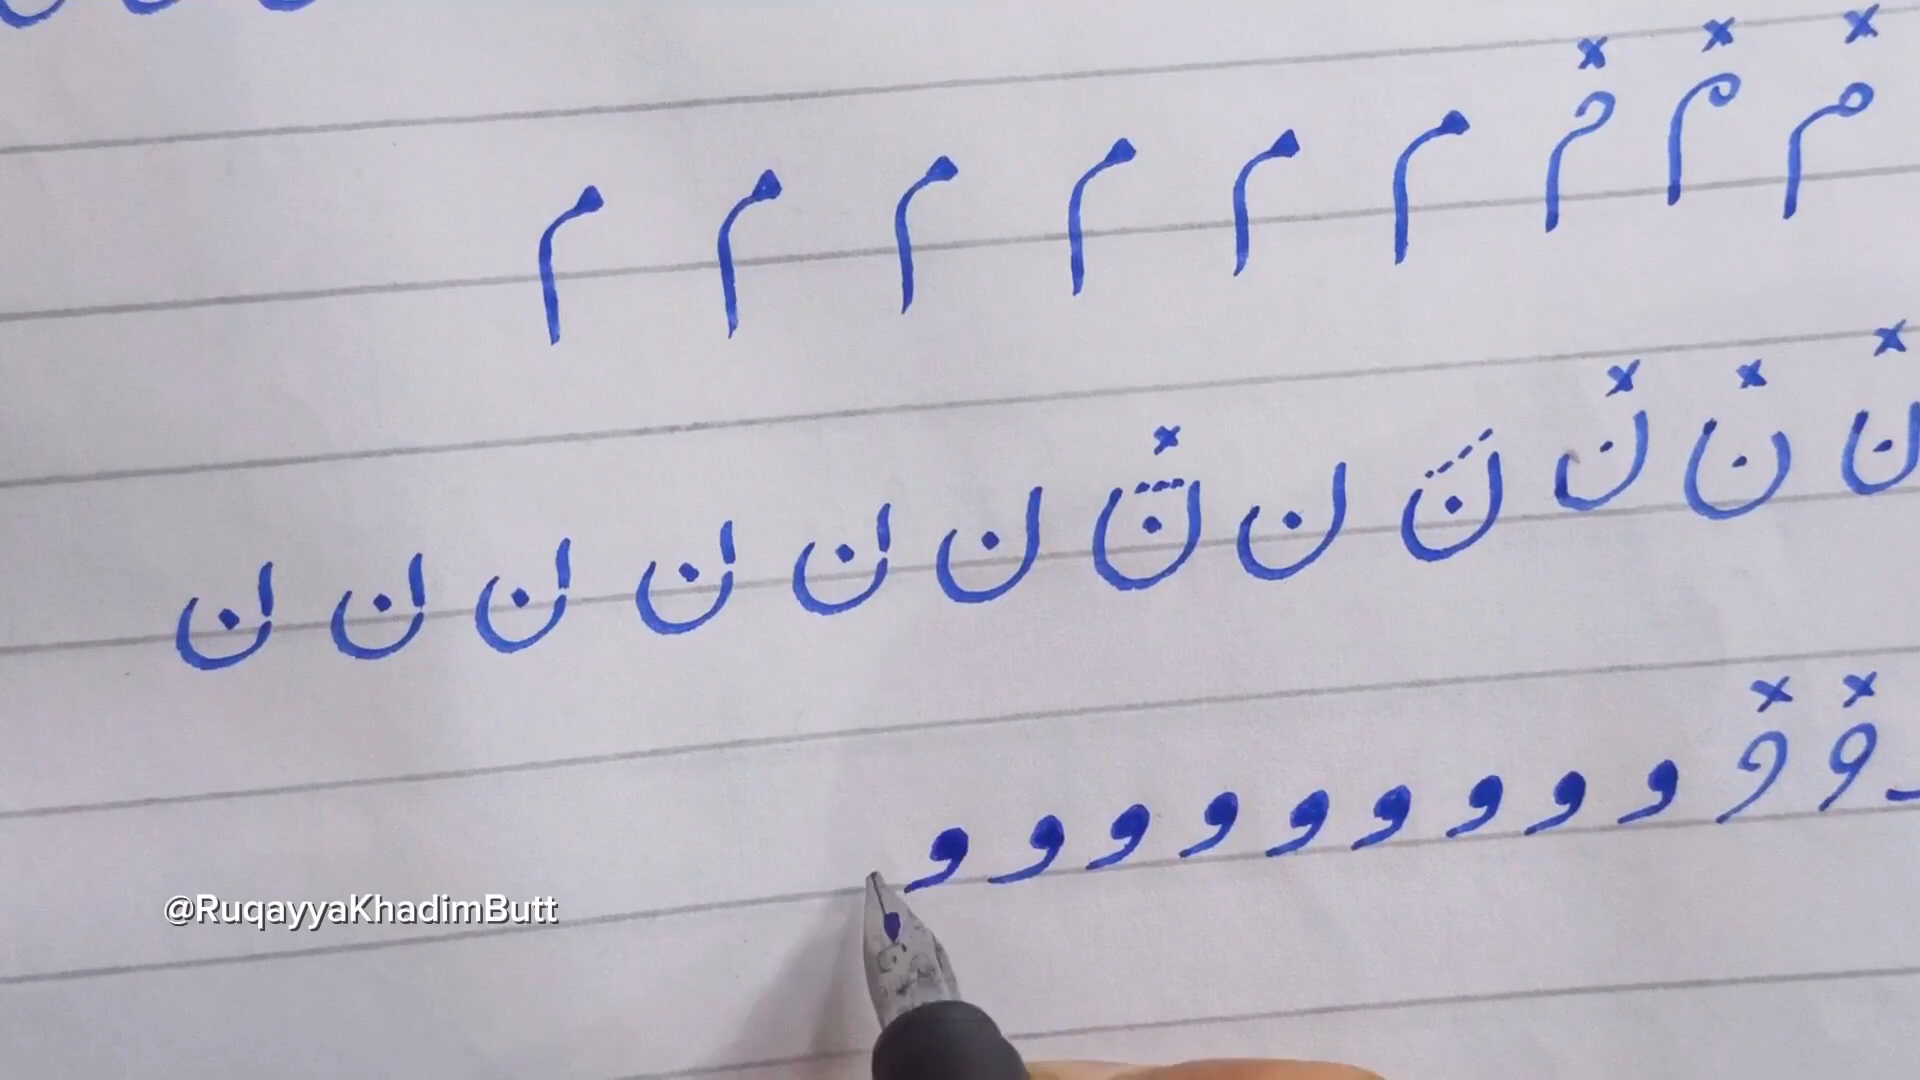 م م م م م م م م م
ن ن ن ن ن ن ن ن ن ن ن ن
و و و و و و و و و و و
@RuqayyaKhadimButt